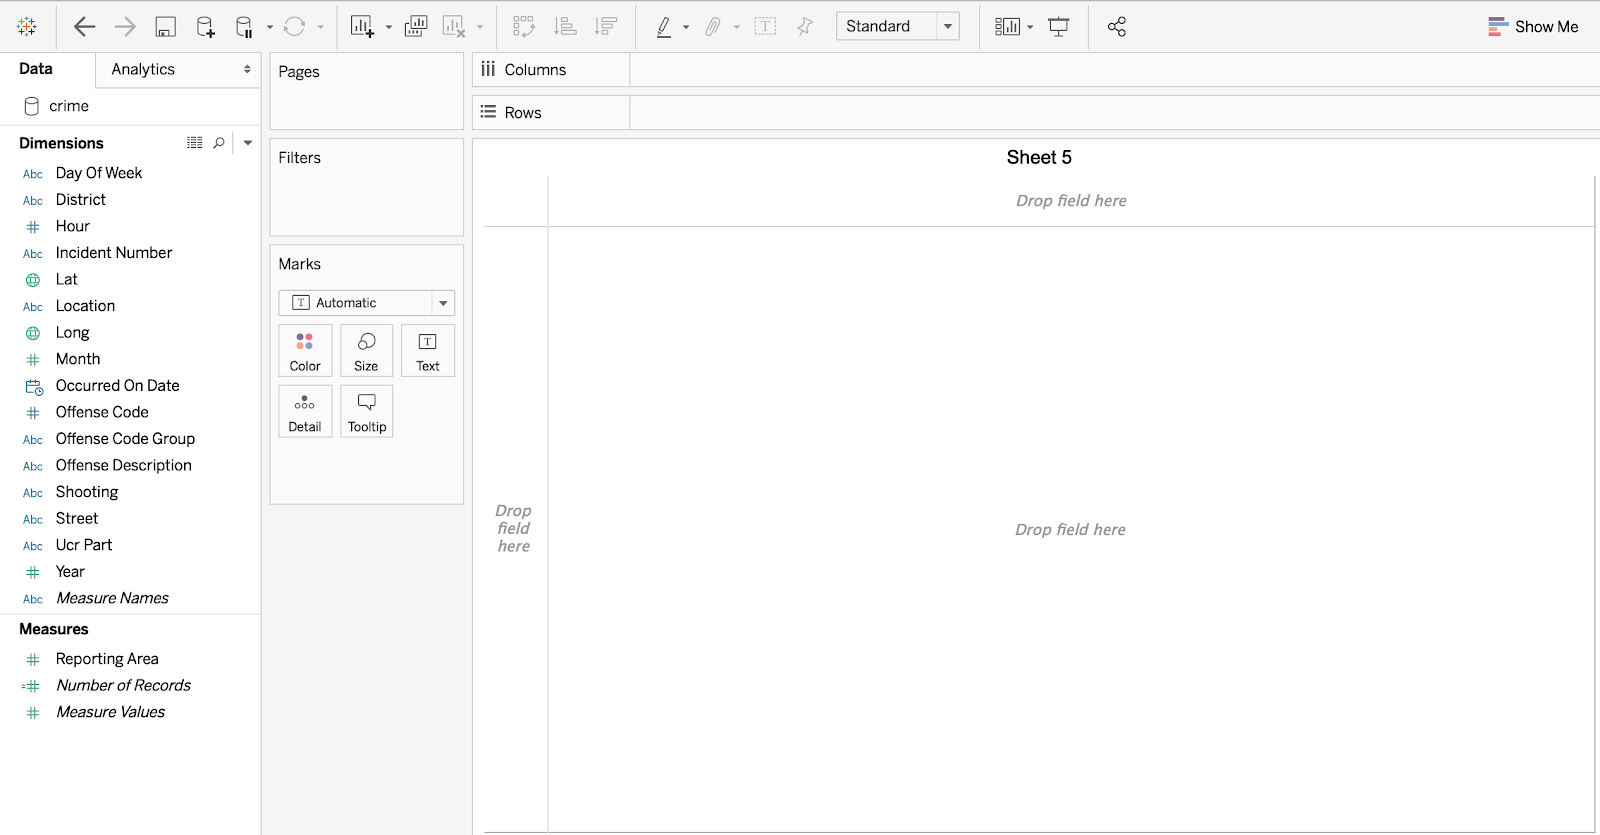 Standard
Show Me
Data
Analytics
crime
Dimensions
Abc Day Of Week
Abc District
# Hour
Abc Incident Number
Lat
Abc Location
Long
# Month
Occurred On Date
# Offense Code
Abc Offense Code Group
Abc Offense Description
Abc Shooting
Abc Street
Abc Ucr Part
# Year
Abc Measure Names
Measures
# Reporting Area
=# Number of Records
# Measure Values
Pages
Filters
Marks
T Automatic
Color
Size
T
Text
Detail
Tooltip
Columns
Rows
Sheet 5
Drop field here
Drop
field
here
Drop field here